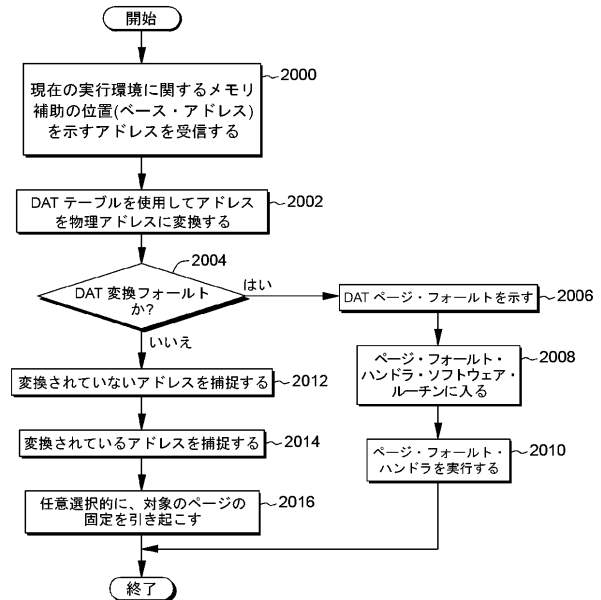 開始
現在の実行環境に関するメモリ
補助の位置(ベース・アドレス)
を示すアドレスを受信する
2000
DAT テーブルを使用してアドレス
を物理アドレスに変換する
2002
2004
DAT 変換フォールト
か?
はい
いいえ
DAT ページ・フォールトを示す
2006
ページ・フォールト・
ハンドラ・ソフトウェア・
ルーチンに入る
2008
ページ・フォールト・
ハンドラを実行する
2010
変換されていないアドレスを捕捉する
2012
変換されているアドレスを捕捉する
2014
任意選択的に、対象のページの
固定を引き起こす
2016
終了